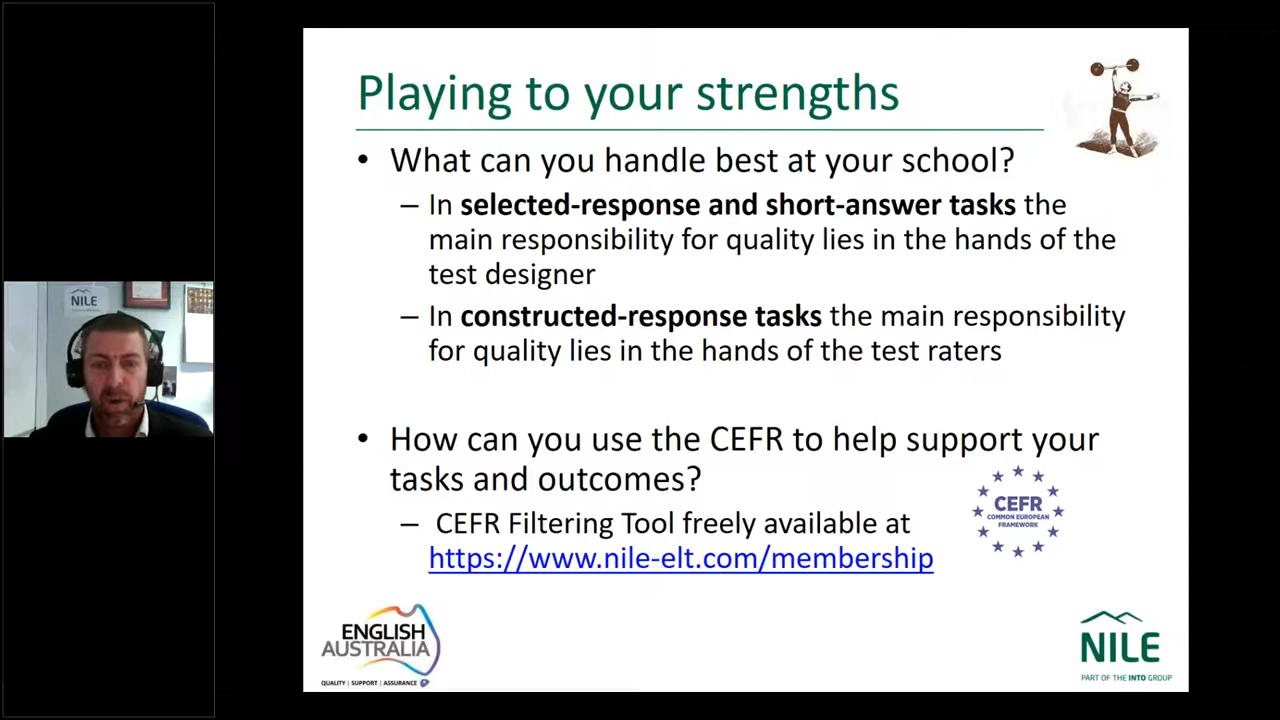 Playing to your strengths
• What can you handle best at your school?
– In selected-response and short-answer tasks the
main responsibility for quality lies in the hands of the
test designer
– In constructed-response tasks the main responsibility
for quality lies in the hands of the test raters
• How can you use the CEFR to help support your
tasks and outcomes?
– CEFR Filtering Tool freely available at
https://www.nile-elt.com/membership
CEFR
COMMON EUROPEAN
FRAMEWORK
ENGLISH
AUSTRALIA
QUALITY | SUPPORT | ASSURANCE
NILE
PART OF THE INTO GROUP
NILE